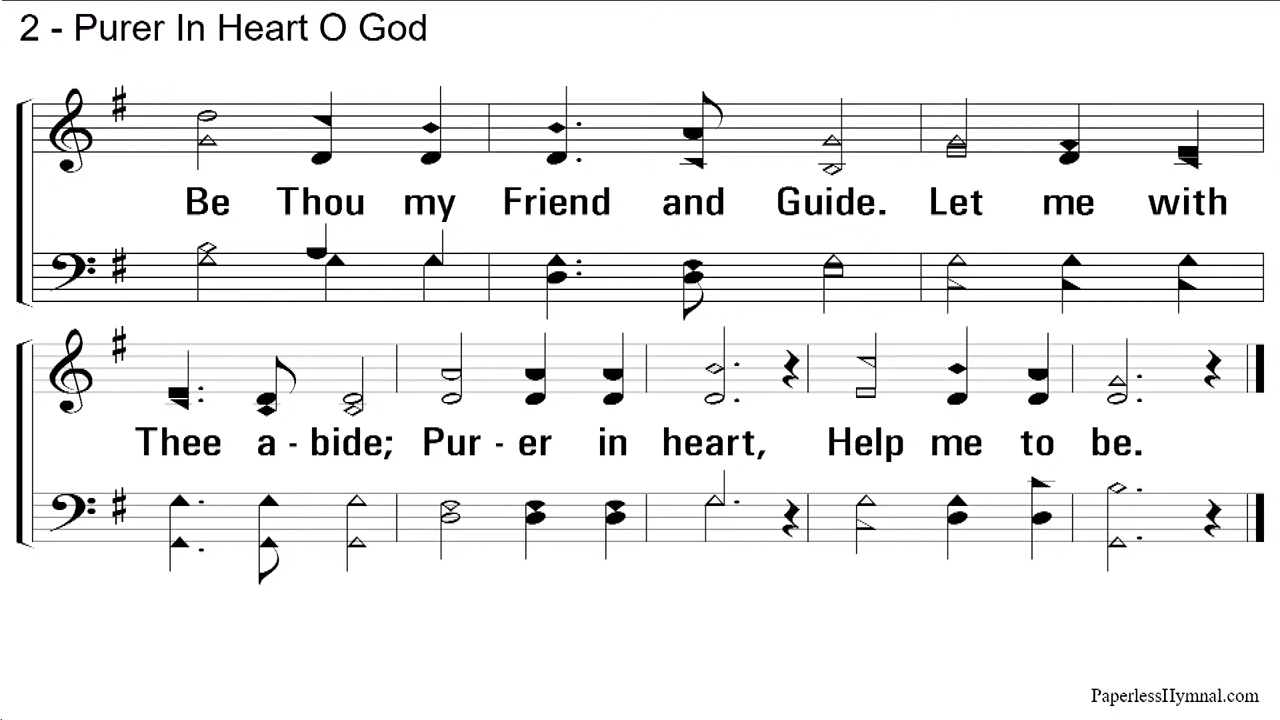 2 - Purer In Heart O God
Be Thou my Friend and Guide. Let me with
Thee a - bide; Pur - er in heart, Help me to be.
PaperlessHymnal.com